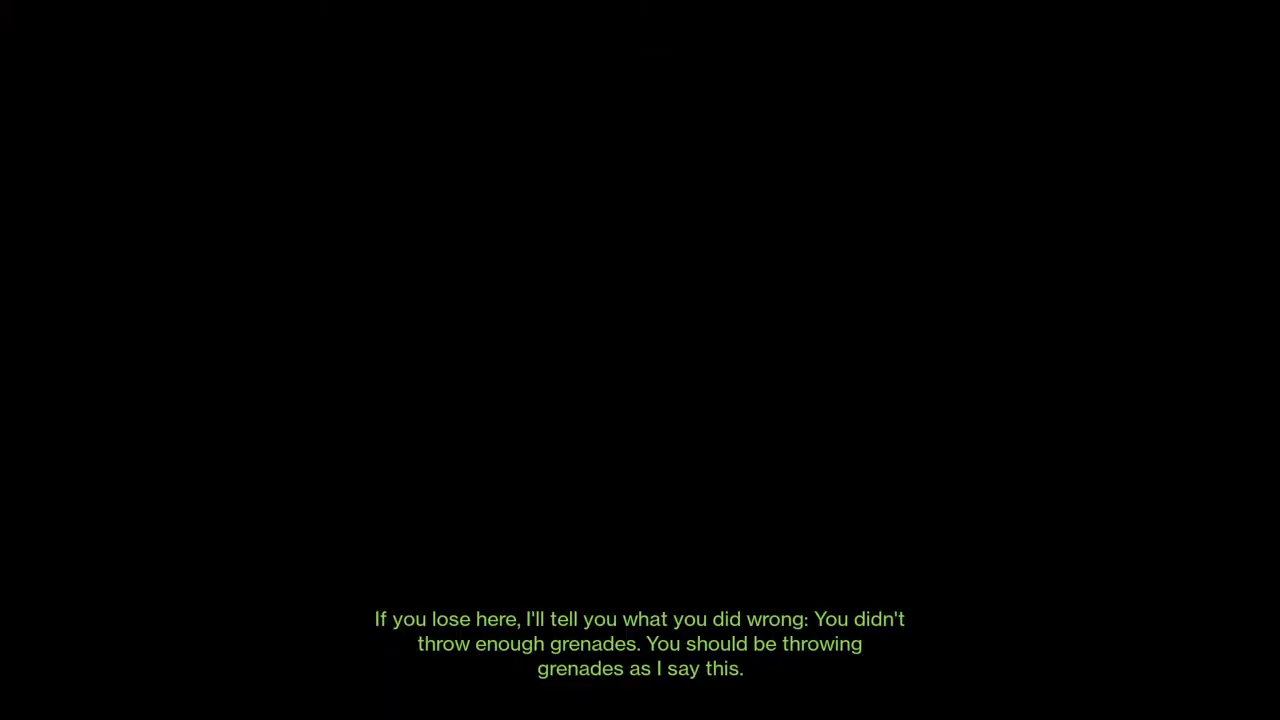 If you lose here, I'll tell you what you did wrong: You didn't
throw enough grenades. You should be throwing
grenades as I say this.